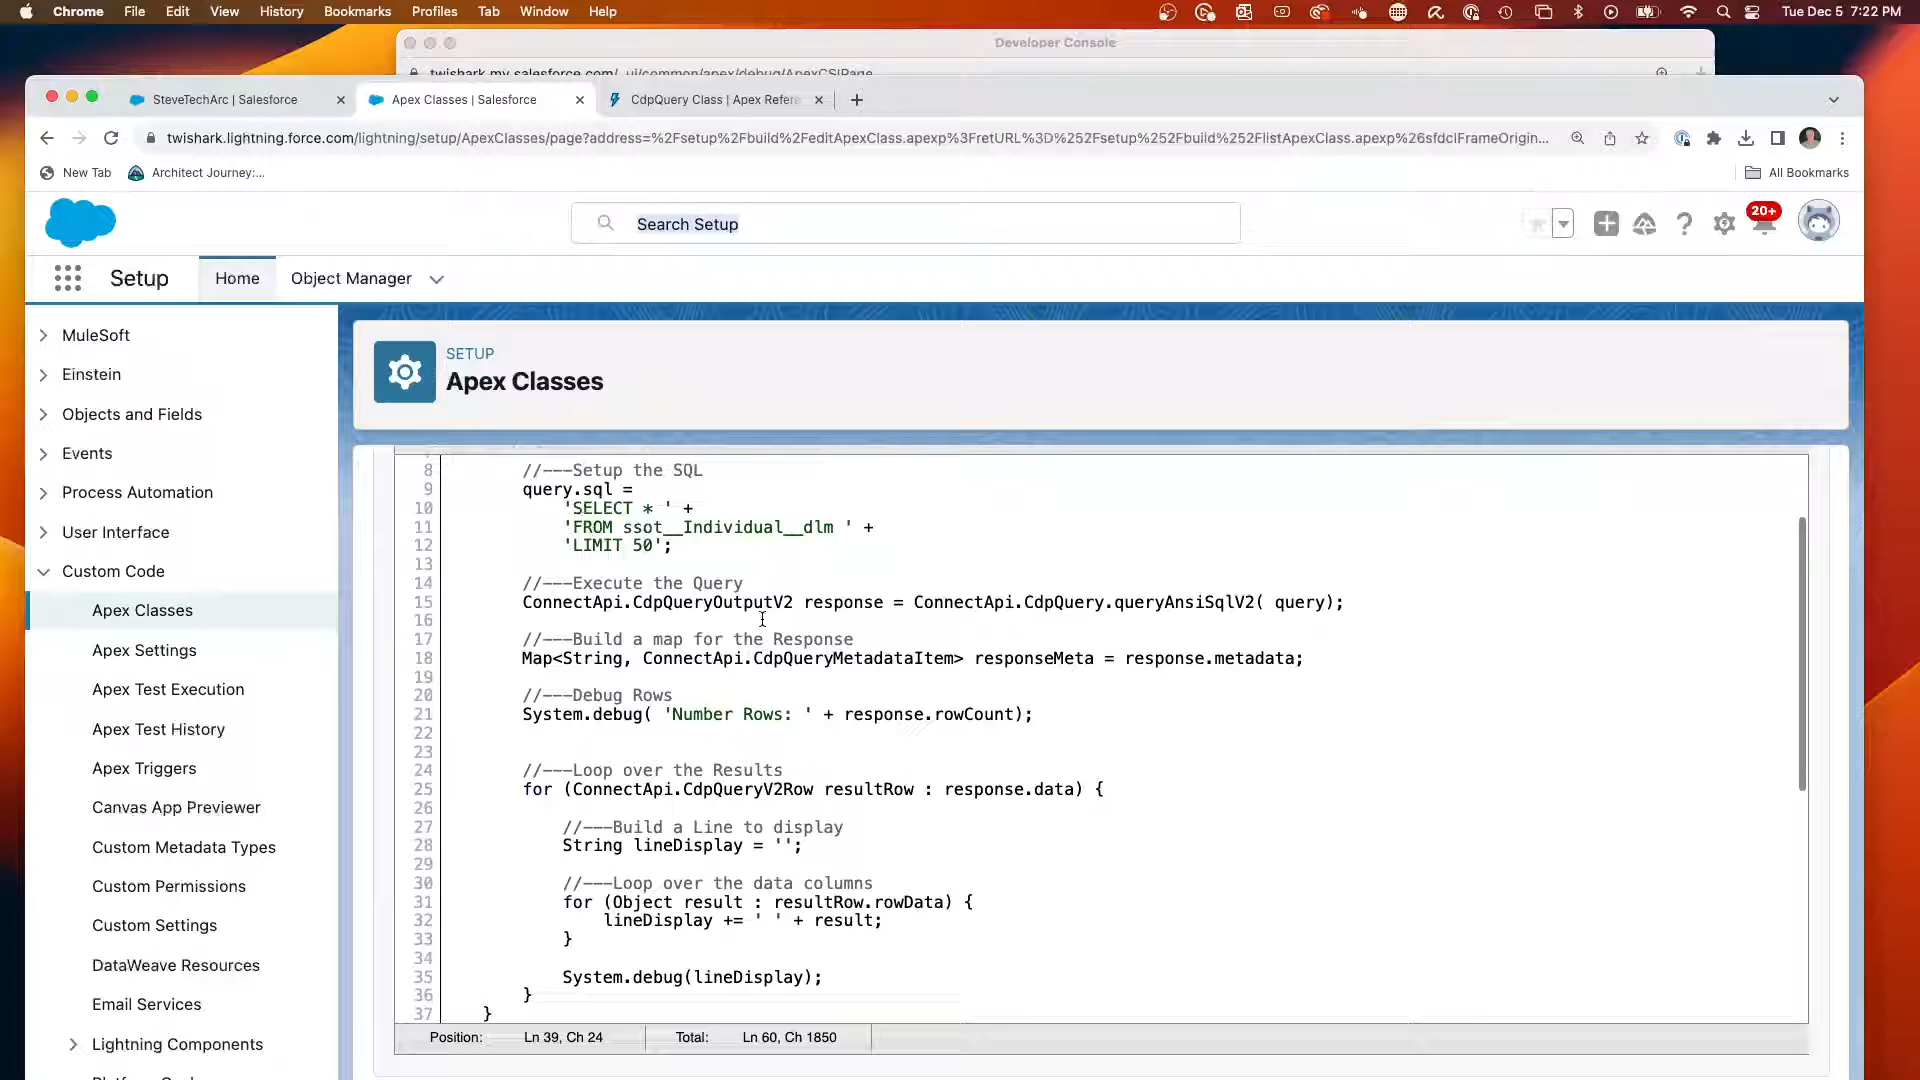 Chrome File Edit View History Bookmarks Profiles Tab Window Help Tue Dec 5 7:22 PM
Developer Console
twishark.my.salesforce.com/_ui/common/apex/debug/ApexCSIPage
SteveTechArc | Salesforce Apex Classes | Salesforce CdpQuery Class | Apex Refere
twishark.lightning.force.com/lightning/setup/ApexClasses/page?address=%2Fsetup%2Fbuild%2FeditApexClass.apexp%3FretURL%3D%252Fsetup%252Fbuild%252FlistApexClass.apexp%26sfdcIFrameOrigin...
New Tab Architect Journey:... All Bookmarks
Search Setup
20+
Setup Home Object Manager
MuleSoft
Einstein
Objects and Fields
Events
Process Automation
User Interface
Custom Code
Apex Classes
Apex Settings
Apex Test Execution
Apex Test History
Apex Triggers
Canvas App Previewer
Custom Metadata Types
Custom Permissions
Custom Settings
DataWeave Resources
Email Services
Lightning Components
SETUP
Apex Classes
8 //---Setup the SQL
9 query.sql =
10 'SELECT * ' +
11 'FROM ssot__Individual__dlm ' +
12 'LIMIT 50';
13
14 //---Execute the Query
15 ConnectApi.CdpQueryOutputV2 response = ConnectApi.CdpQuery.queryAnsiSqlV2( query);
16
17 //---Build a map for the Response
18 Map<String, ConnectApi.CdpQueryMetadataItem> responseMeta = response.metadata;
19
20 //---Debug Rows
21 System.debug( 'Number Rows: ' + response.rowCount);
22
23
24 //---Loop over the Results
25 for (ConnectApi.CdpQueryV2Row resultRow : response.data) {
26
27 //---Build a Line to display
28 String lineDisplay = '';
29
30 //---Loop over the data columns
31 for (Object result : resultRow.rowData) {
32 lineDisplay += ' ' + result;
33 }
34
35 System.debug(lineDisplay);
36 }
37 }
Position: Ln 39, Ch 24 Total: Ln 60, Ch 1850